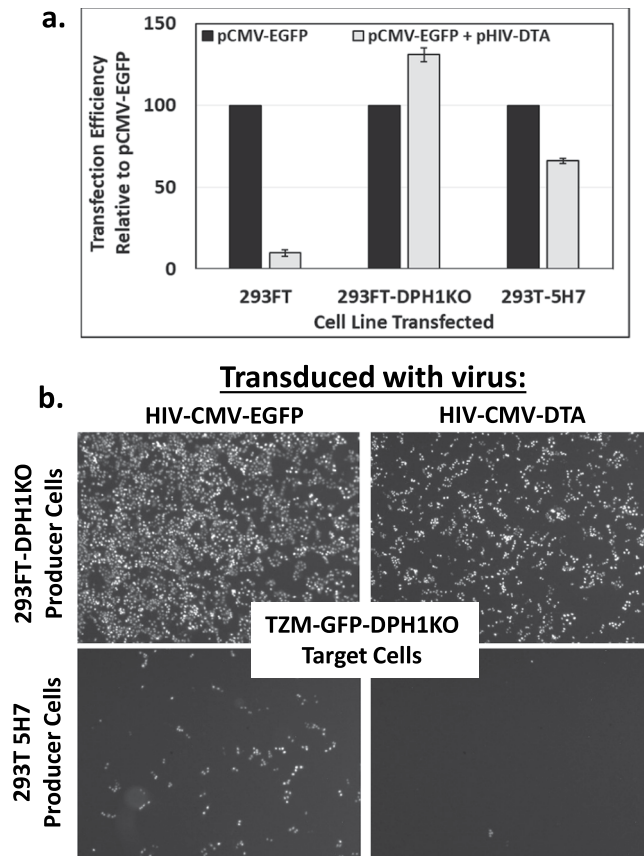 a.
150
100
50
0
Transfection Efficiency
Relative to pCMV-EGFP
pCMV-EGFP
pCMV-EGFP + pHIV-DTA
293FT
293FT-DPH1KO
293T-5H7
Cell Line Transfected
Transduced with virus:
b.
HIV-CMV-EGFP
HIV-CMV-DTA
293FT-DPH1KO
Producer Cells
TZM-GFP-DPH1KO
Target Cells
293T 5H7
Producer Cells